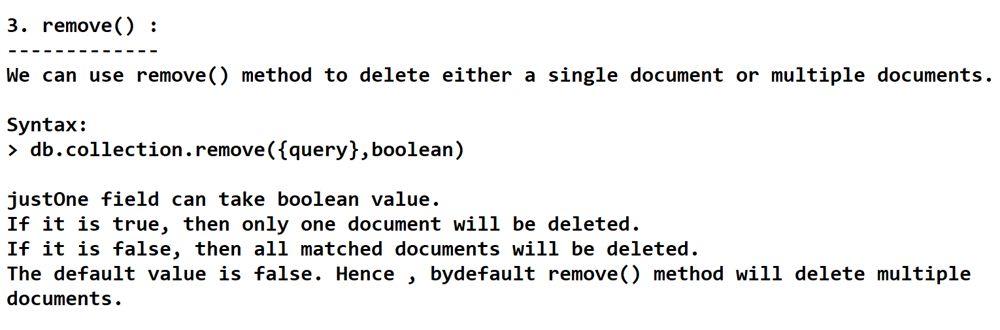 3. remove() :
-------------
We can use remove() method to delete either a single document or multiple documents.
Syntax:
> db.collection.remove({query},boolean)
justOne field can take boolean value.
If it is true, then only one document will be deleted.
If it is false, then all matched documents will be deleted.
The default value is false. Hence , bydefault remove() method will delete multiple
documents.